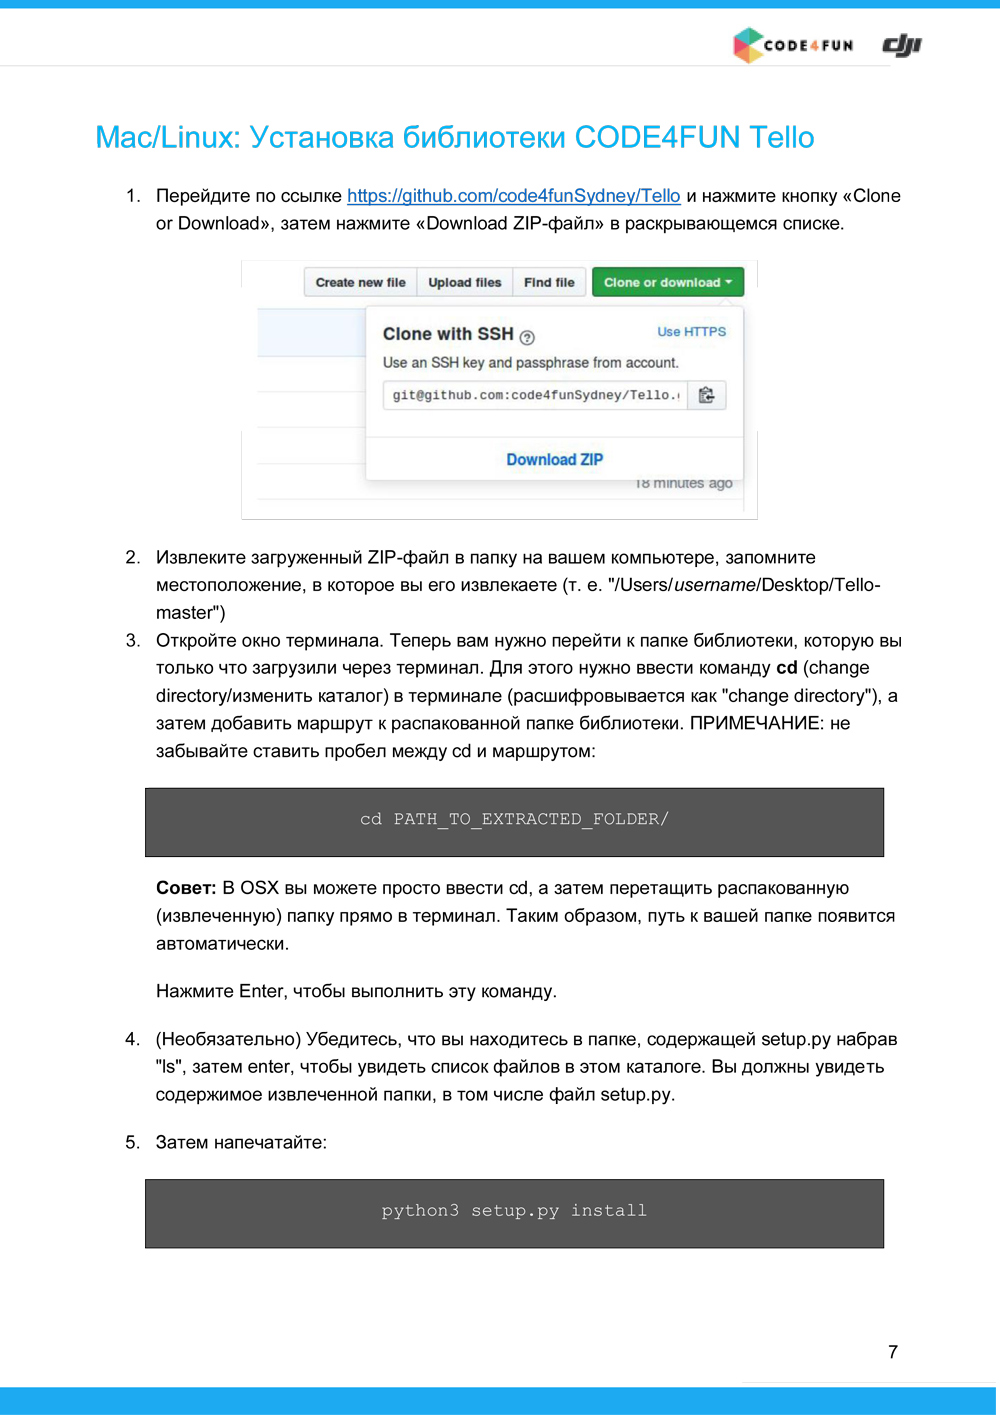 CODE4FUN dji
Mac/Linux: Установка библиотеки CODE4FUN Tello
1. Перейдите по ссылке https://github.com/code4funSydney/Tello и нажмите кнопку «Clone
or Download», затем нажмите «Download ZIP-файл» в раскрывающемся списке.
Create new file Upload files Find file Clone or download
Clone with SSH ? Use HTTPS
Use an SSH key and passphrase from account.
git@github.com:code4funSydney/Tello.
Download ZIP
18 minutes ago
2. Извлеките загруженный ZIP-файл в папку на вашем компьютере, запомните
местоположение, в которое вы его извлекаете (т. е. "/Users/username/Desktop/Tello-
master")
3. Откройте окно терминала. Теперь вам нужно перейти к папке библиотеки, которую вы
только что загрузили через терминал. Для этого нужно ввести команду cd (change
directory/изменить каталог) в терминале (расшифровывается как "change directory"), а
затем добавить маршрут к распакованной папке библиотеки. ПРИМЕЧАНИЕ: не
забывайте ставить пробел между cd и маршрутом:
cd PATH_TO_EXTRACTED_FOLDER/
Совет: В OSX вы можете просто ввести cd, а затем перетащить распакованную
(извлеченную) папку прямо в терминал. Таким образом, путь к вашей папке появится
автоматически.
Нажмите Enter, чтобы выполнить эту команду.
4. (Необязательно) Убедитесь, что вы находитесь в папке, содержащей setup.py набрав
"ls", затем enter, чтобы увидеть список файлов в этом каталоге. Вы должны увидеть
содержимое извлеченной папки, в том числе файл setup.py.
5. Затем напечатайте:
python3 setup.py install
7